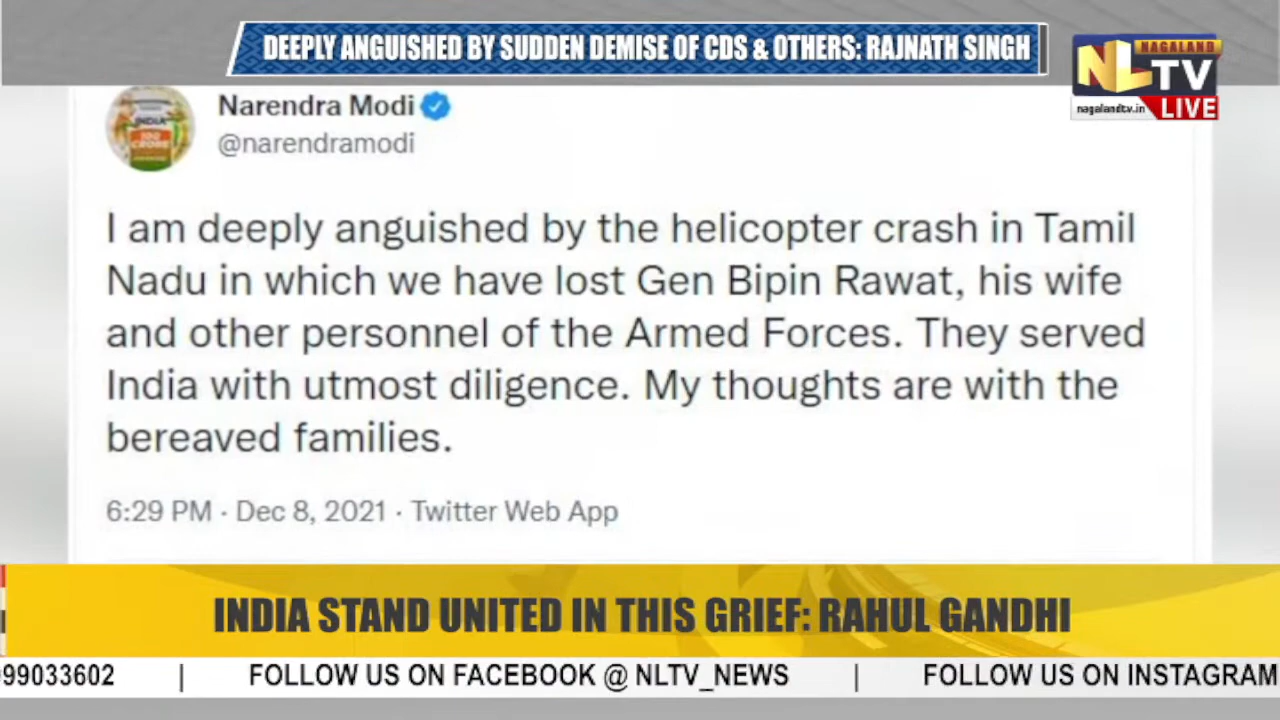 DEEPLY ANGUISHED BY SUDDEN DEMISE OF CDS & OTHERS: RAJNATH SINGH
NAGALAND
NLTV
nagalandtv.in LIVE
INDIA
100
CRORE
Narendra Modi
@narendramodi
I am deeply anguished by the helicopter crash in Tamil
Nadu in which we have lost Gen Bipin Rawat, his wife
and other personnel of the Armed Forces. They served
India with utmost diligence. My thoughts are with the
bereaved families.
6:29 PM · Dec 8, 2021 · Twitter Web App
INDIA STAND UNITED IN THIS GRIEF: RAHUL GANDHI
99033602 | FOLLOW US ON FACEBOOK @ NLTV_NEWS | FOLLOW US ON INSTAGRAM